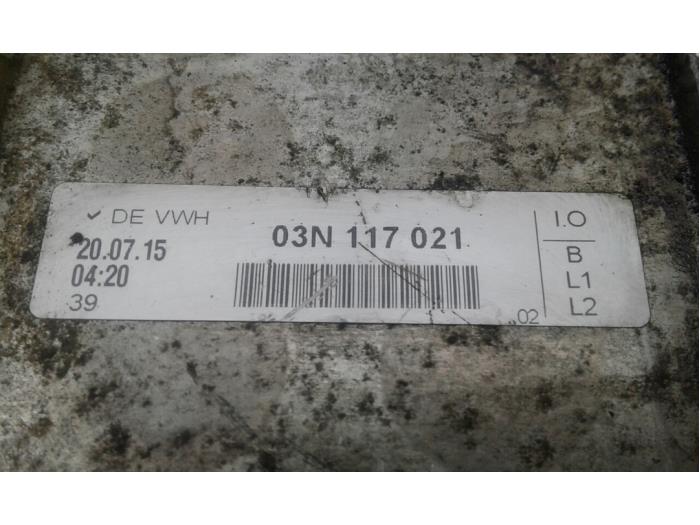 ✓ DE VWH
20.07.15
04:20
39
03N 117 021
02
I.O
B
L1
L2